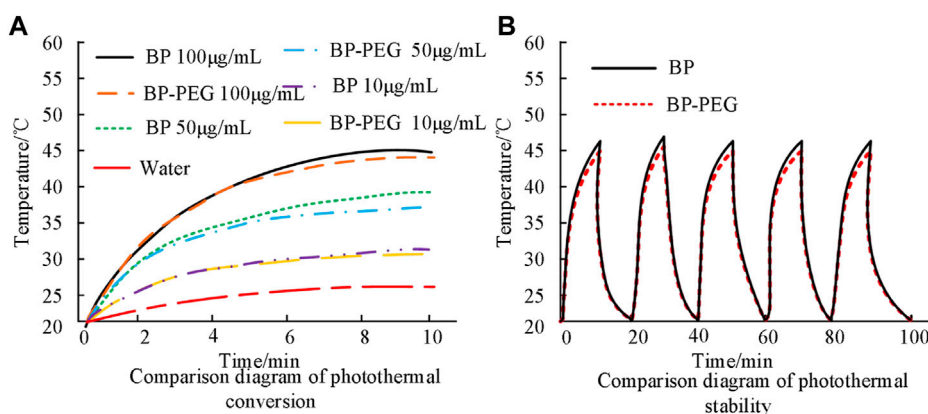 A
60
55
50
45
40
35
30
25
20
Temperature/℃
BP 100μg/mL
BP-PEG 100μg/mL
BP 50μg/mL
Water
BP-PEG 50μg/mL
BP 10μg/mL
BP-PEG 10μg/mL
0 2 4 6 8 10
Time/min
Comparison diagram of photothermal
conversion
B
60
55
50
45
40
35
30
25
20
Temperature/℃
BP
BP-PEG
0 20 40 60 80 100
Time/min
Comparison diagram of photothermal
stability